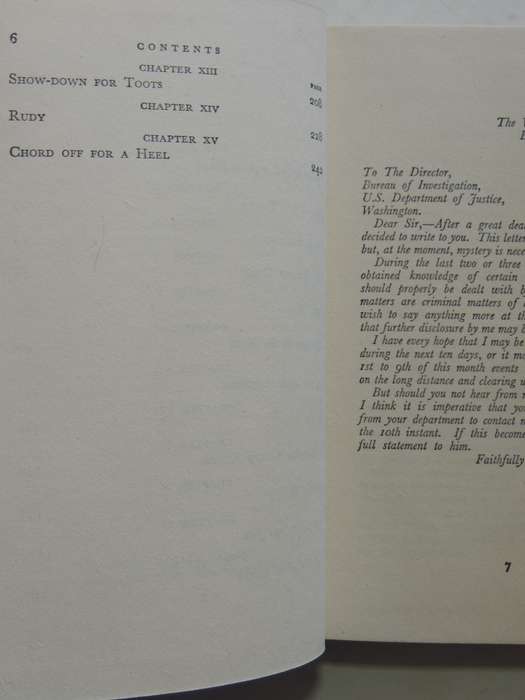 6
CONTENTS
CHAPTER XIII
PAGE
Show-down for Toots
208
CHAPTER XIV
Rudy
228
CHAPTER XV
Chord off for a Heel
242
The
To The Director,
Bureau of Investigation,
U.S. Department of Justice,
Washington.
Dear Sir,—After a great dea
decided to write to you. This letter
but, at the moment, mystery is nece
During the last two or three
obtained knowledge of certain
should properly be dealt with b
matters are criminal matters of
wish to say anything more at th
that further disclosure by me may b
I have every hope that I may be
during the next ten days, or it ma
1st to 9th of this month events
on the long distance and clearing u
But should you not hear from m
I think it is imperative that you
from your department to contact m
the 10th instant. If this become
full statement to him.
Faithfully
7